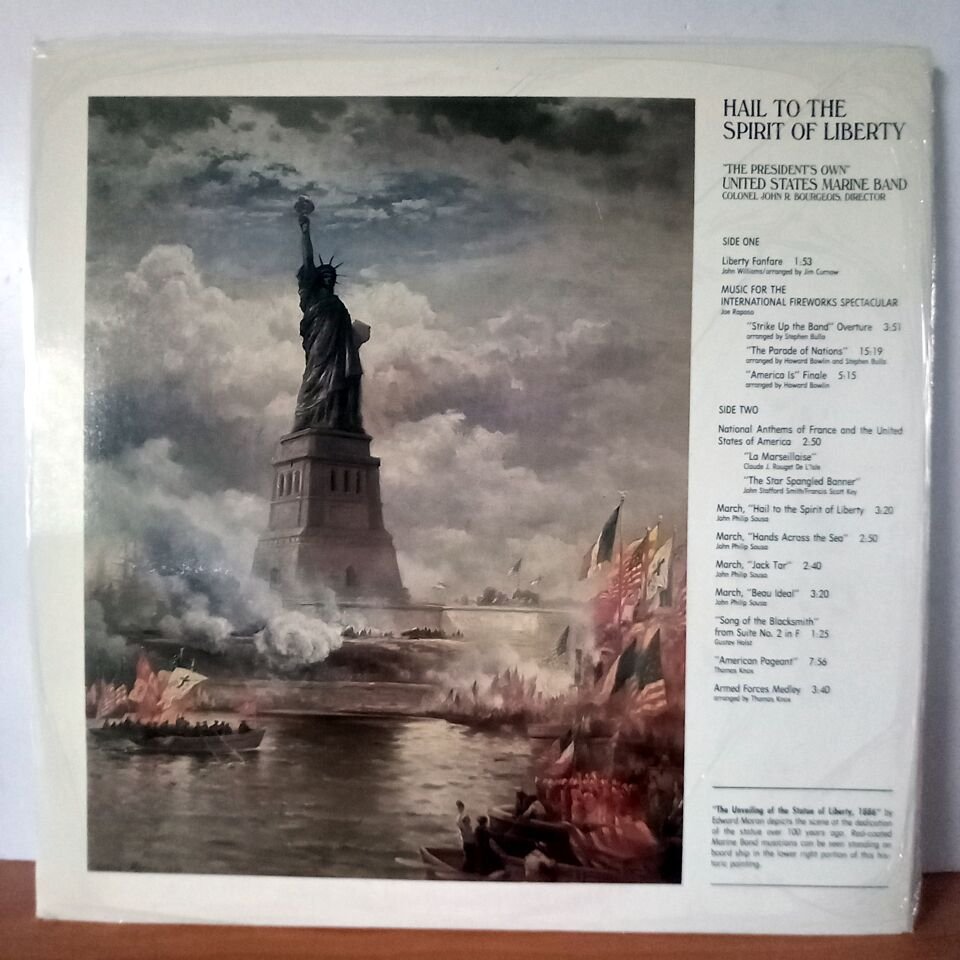 HAIL TO THE
SPIRIT OF LIBERTY
"THE PRESIDENT'S OWN"
UNITED STATES MARINE BAND
COLONEL JOHN R. BOURGEOIS, DIRECTOR
SIDE ONE
Liberty Fanfare 1:53
John Williams/arranged by Jim Curnow
MUSIC FOR THE
INTERNATIONAL FIREWORKS SPECTACULAR
Joe Raposo
"Strike Up the Band" Overture 3:51
arranged by Stephen Bulla
"The Parade of Nations" 15:19
arranged by Howard Bowlin and Stephen Bulla
"America Is" Finale 5:15
arranged by Howard Bowlin
SIDE TWO
National Anthems of France and the United
States of America 2:50
"La Marseillaise"
Claude J. Rouget De L'Isle
"The Star Spangled Banner"
John Stafford Smith/Francis Scott Key
March, "Hail to the Spirit of Liberty 3:20
John Philip Sousa
March, "Hands Across the Sea" 2:50
John Philip Sousa
March, "Jack Tar" 2:40
John Philip Sousa
March, "Beau Ideal" 3:20
John Philip Sousa
"Song of the Blacksmith"
from Suite No. 2 in F 1:25
Gustav Holst
"American Pageant" 7:56
Thomas Knox
Armed Forces Medley 3:40
arranged by Thomas Knox
"The Unveiling of the Statue of Liberty, 1886" by
Edward Moran depicts the scene at the dedication
of the statue over 100 years ago. Red-coated
Marine Band musicians can be seen standing on
board ship in the lower right portion of this his-
toric painting.